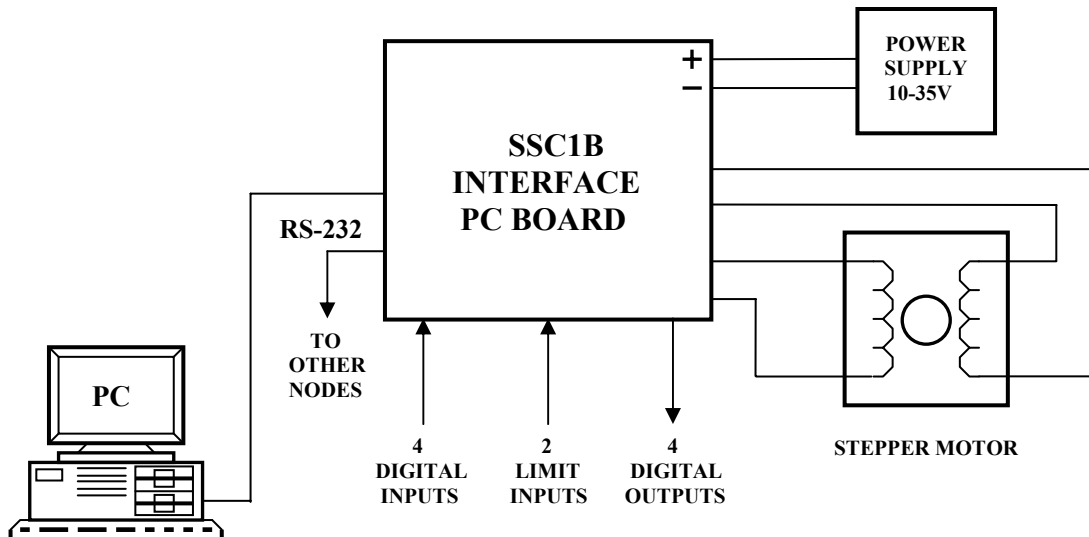 POWER
SUPPLY
10-35V
+
−
SSC1B
INTERFACE
PC BOARD
RS-232
TO
OTHER
NODES
PC
4
DIGITAL
INPUTS
2
LIMIT
INPUTS
4
DIGITAL
OUTPUTS
STEPPER MOTOR